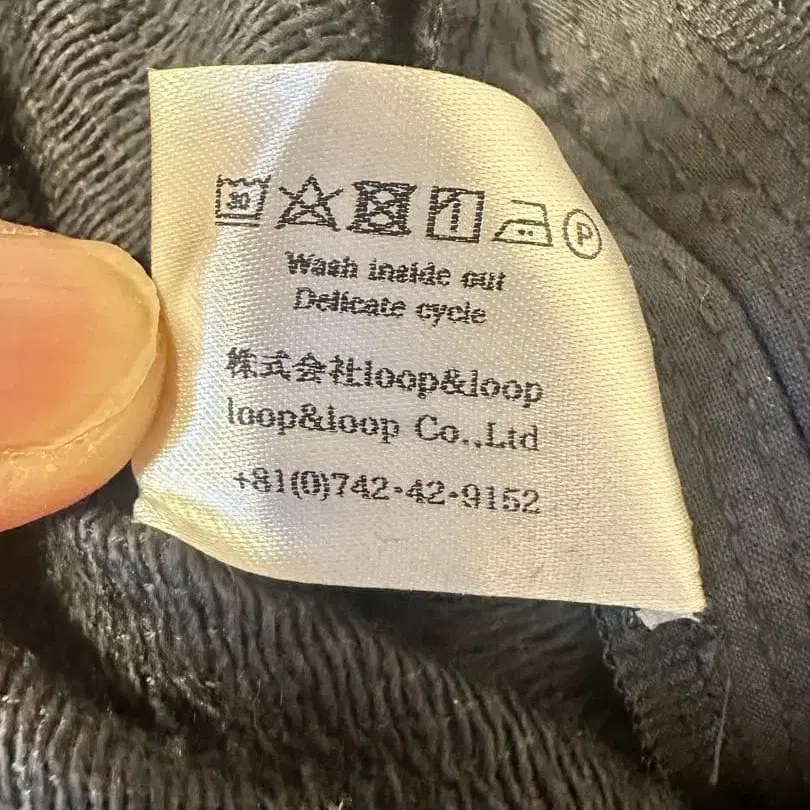 30 P
Wash inside out
Delicate cycle
株式会社loop&loop
loop&loop Co.,Ltd
+81(0)742-42-9152